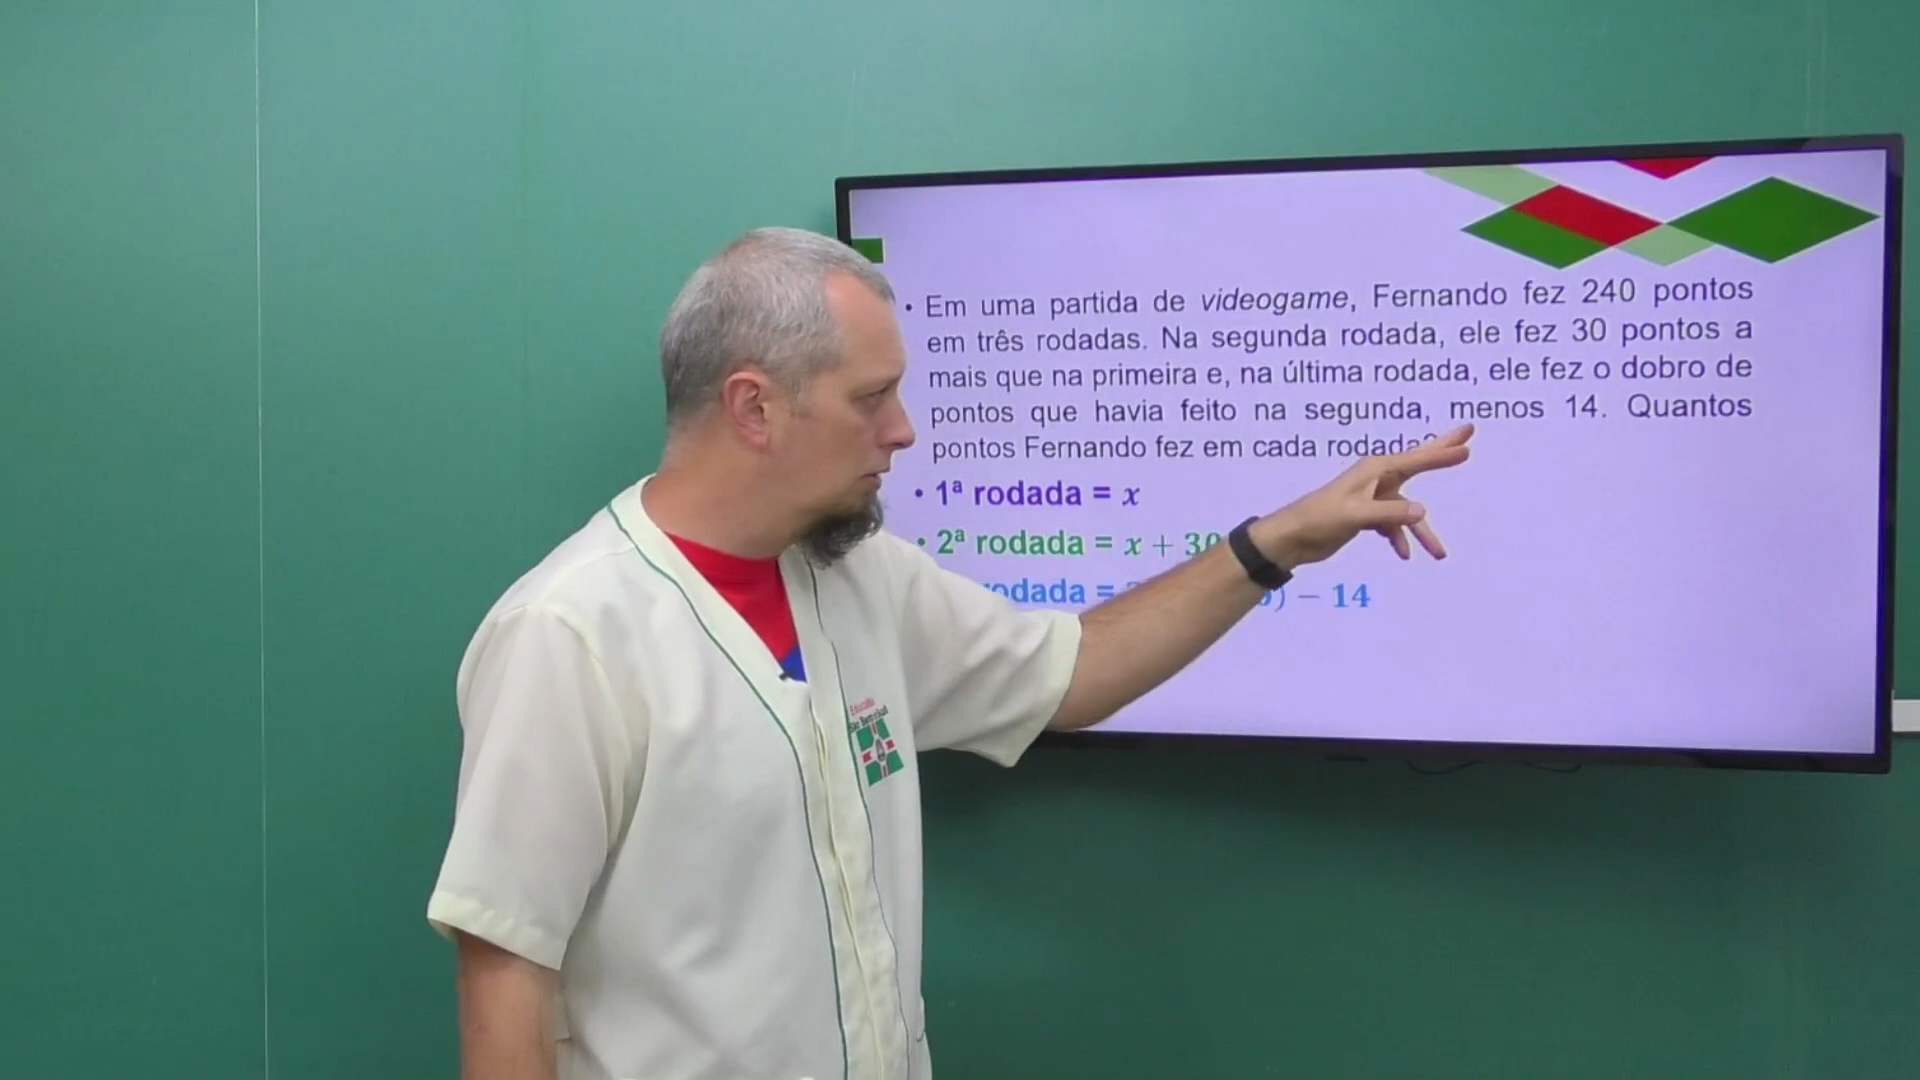 • Em uma partida de videogame, Fernando fez 240 pontos
em três rodadas. Na segunda rodada, ele fez 30 pontos a
mais que na primeira e, na última rodada, ele fez o dobro de
pontos que havia feito na segunda, menos 14. Quantos
pontos Fernando fez em cada rodada?
• 1ª rodada = x
• 2ª rodada = x + 30
rodada = ) − 14